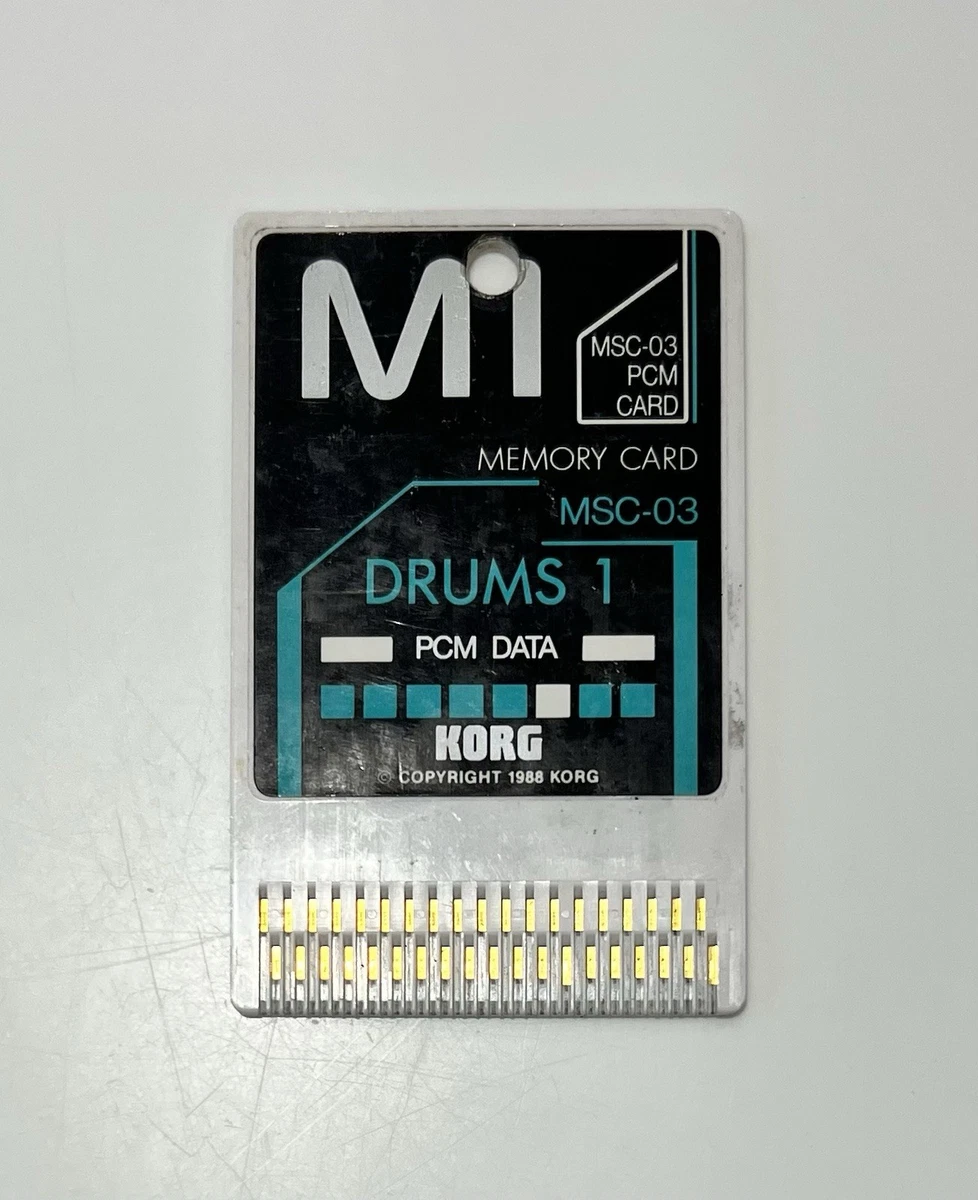 M1
MSC-03
PCM
CARD
MEMORY CARD
MSC-03
DRUMS 1
PCM DATA
KORG
© COPYRIGHT 1988 KORG